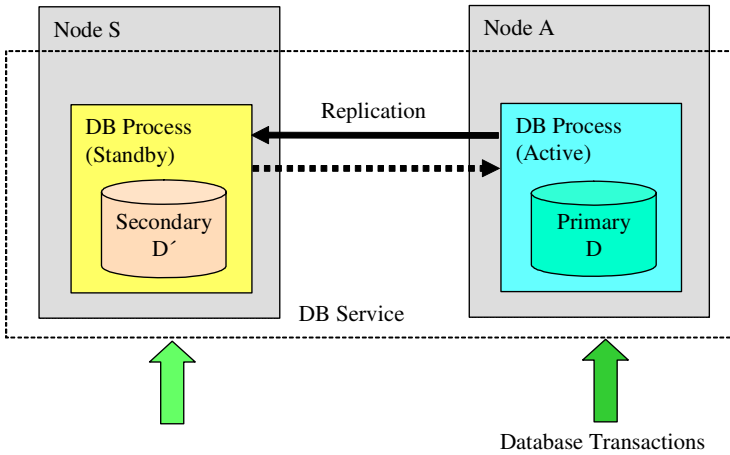 Node S
Node A
Replication
DB Process
(Standby)
DB Process
(Active)
Secondary
D´
Primary
D
DB Service
Database Transactions